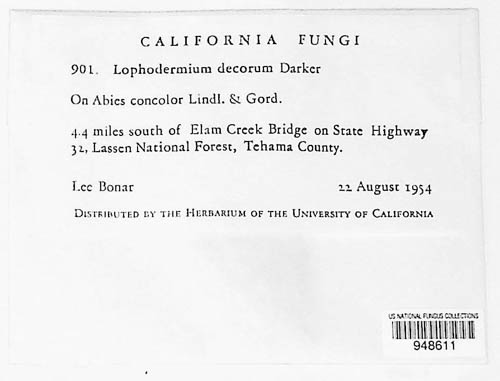 CALIFORNIA FUNGI
901. Lophodermium decorum Darker
On Abies concolor Lindl. & Gord.
4.4 miles south of Elam Creek Bridge on State Highway
32, Lassen National Forest, Tehama County.
Lee Bonar 22 August 1954
DISTRIBUTED BY THE HERBARIUM OF THE UNIVERSITY OF CALIFORNIA
US NATIONAL FUNGUS COLLECTIONS
948611